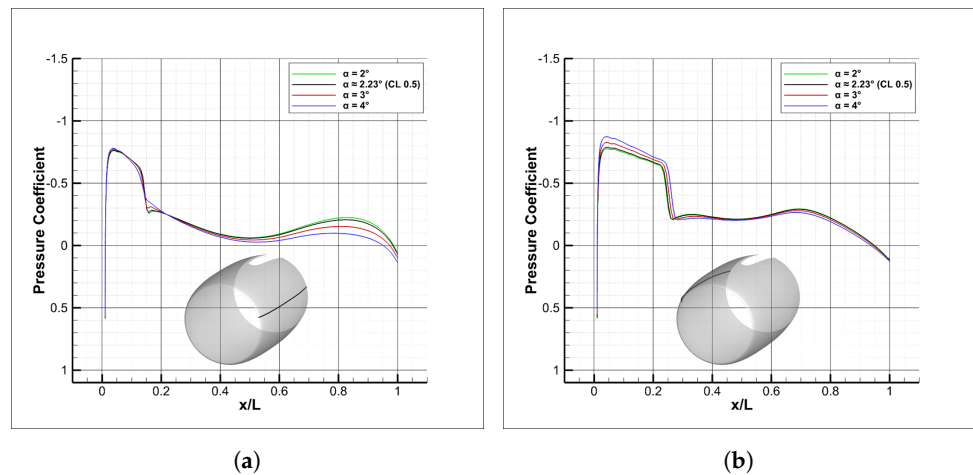 -1.5
-1
-0.5
0
0.5
1
Pressure Coefficient
α = 2°
α ≈ 2.23° (CL 0.5)
α = 3°
α = 4°
0 0.2 0.4 0.6 0.8 1
x/L
(a)
-1.5
-1
-0.5
0
0.5
1
Pressure Coefficient
α = 2°
α ≈ 2.23° (CL 0.5)
α = 3°
α = 4°
0 0.2 0.4 0.6 0.8 1
x/L
(b)